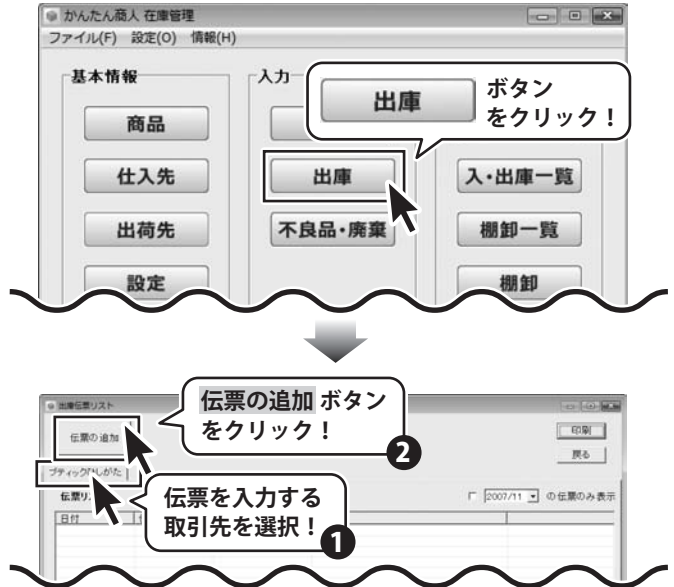 かんたん商人 在庫管理
ファイル(F) 設定(O) 情報(H)
基本情報
入力
出庫
ボタン
をクリック！
商品
仕入先
出庫
入・出庫一覧
出荷先
不良品・廃棄
棚卸一覧
設定
棚卸
出庫伝票リスト
伝票の追加 ボタン
をクリック！
❷
伝票の追加
印刷
戻る
伝票を入力する
取引先を選択！
❶
2007/11 の伝票のみ表示
日付